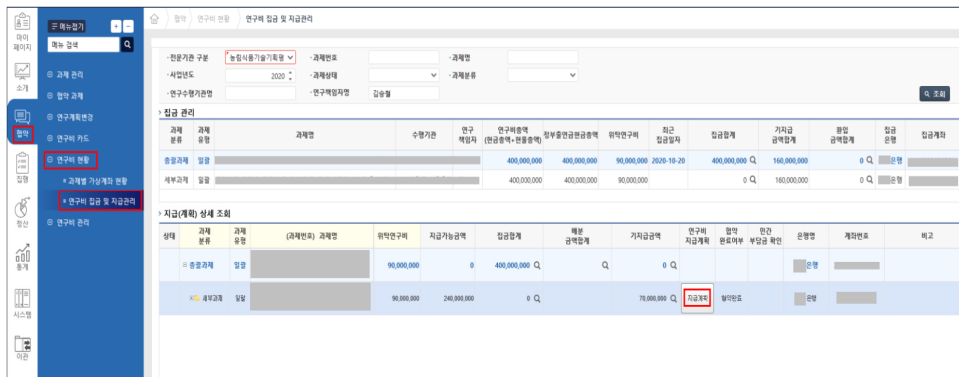 마이
페이지
소개
협약
집행
정산
통계
시스템
이관
메뉴접기
+
-
메뉴 검색
과제 관리
협약 과제
연구계획변경
연구비 카드
연구비 현황
과제별 가상계좌 현황
연구비 집금 및 지급관리
연구비 관리
협약 연구비 현황 연구비 집금 및 지급관리
·전문기관 구분 농림식품기술기획평 ·과제번호 ·과제명
·사업년도 2020 ·과제상태 ·과제분류
·연구수행기관명 ·연구책임자명 김승철 조회
집금 관리
과제 분류 과제 유형 과제명 수행기관 연구 책임자 연구비총액 (현금총액+현물총액) 정부출연금현금총액 위탁연구비 최근 집금일자 집금합계 기지급 금액합계 환입 금액합계 집금 은행 집금계좌
총괄과제 일괄 400,000,000 400,000,000 90,000,000 2020-10-20 400,000,000 160,000,000 0 은행
세부과제 일괄 400,000,000 400,000,000 90,000,000 0 160,000,000 0 은행
지급(계획) 상세 조회
상태 과제 분류 과제 유형 (과제번호) 과제명 위탁연구비 지급가능금액 집금합계 배분 금액합계 기지급금액 연구비 지급계획 협약 완료여부 민간 부담금 확인 은행명 계좌번호 비고
총괄과제 일괄 90,000,000 0 400,000,000 0 은행
세부과제 일괄 90,000,000 240,000,000 0 70,000,000 지급계획 협약완료 은행